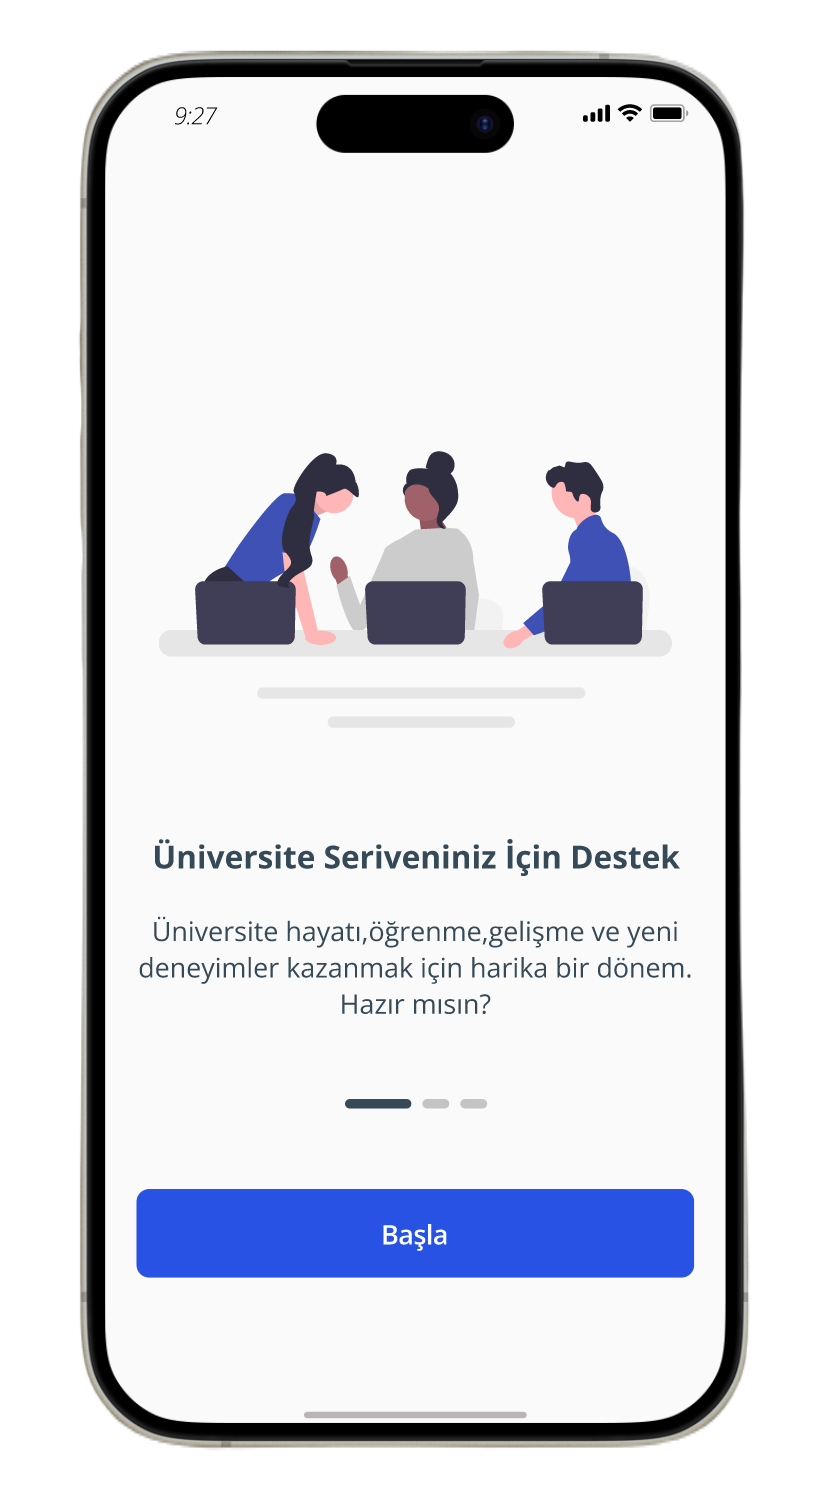 9:27
Üniversite Seriveniniz İçin Destek
Üniversite hayatı,öğrenme,gelişme ve yeni
deneyimler kazanmak için harika bir dönem.
Hazır mısın?
Başla